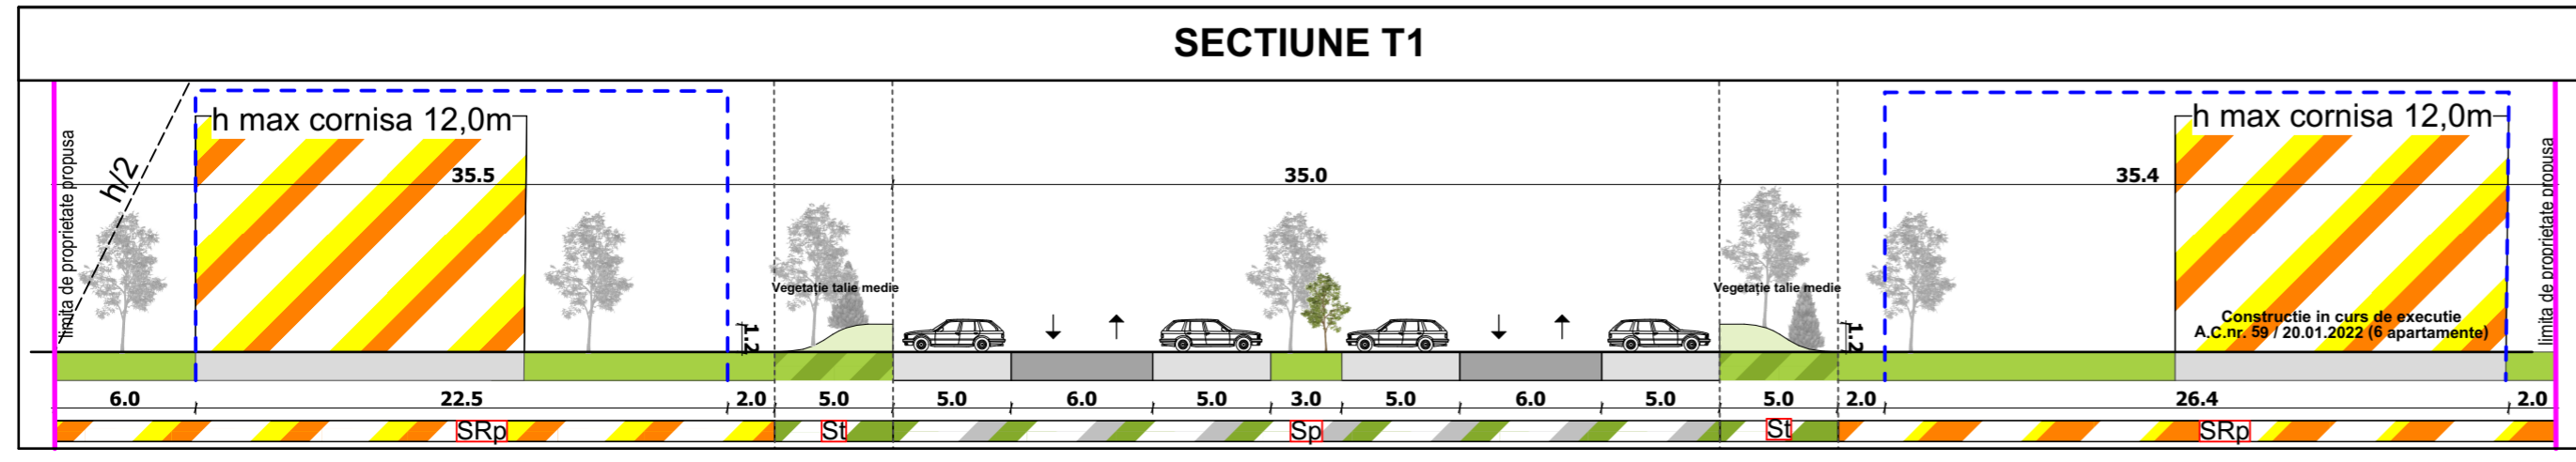 SECTIUNE T1
h max cornisa 12,0m
h max cornisa 12,0m
limita de proprietate propusa
h/2
35.5
35.0
35.4
limita de proprietate propusa
Vegetație talie medie
Vegetație talie medie
1.2
1.2
Constructie in curs de executie
A.C.nr. 59 / 20.01.2022 (6 apartamente)
6.0 22.5 2.0 5.0 5.0 6.0 5.0 3.0 5.0 6.0 5.0 5.0 2.0 26.4 2.0
SRp St Sp St SRp